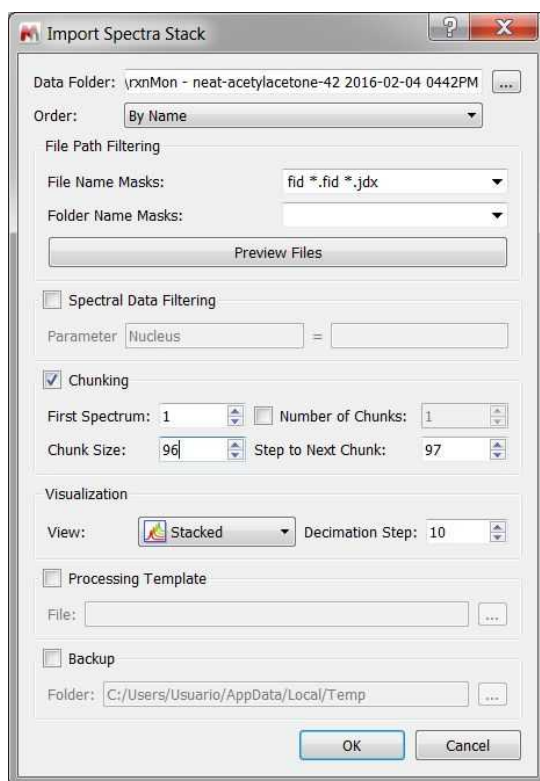 Import Spectra Stack
Data Folder: \rxnMon - neat-acetylacetone-42 2016-02-04 0442PM ...
Order: By Name
File Path Filtering
File Name Masks: fid *.fid *.jdx
Folder Name Masks:
Preview Files
Spectral Data Filtering
Parameter Nucleus =
Chunking
First Spectrum: 1 Number of Chunks: 1
Chunk Size: 96 Step to Next Chunk: 97
Visualization
View: Stacked Decimation Step: 10
Processing Template
File: ...
Backup
Folder: C:/Users/Usuario/AppData/Local/Temp ...
OK Cancel